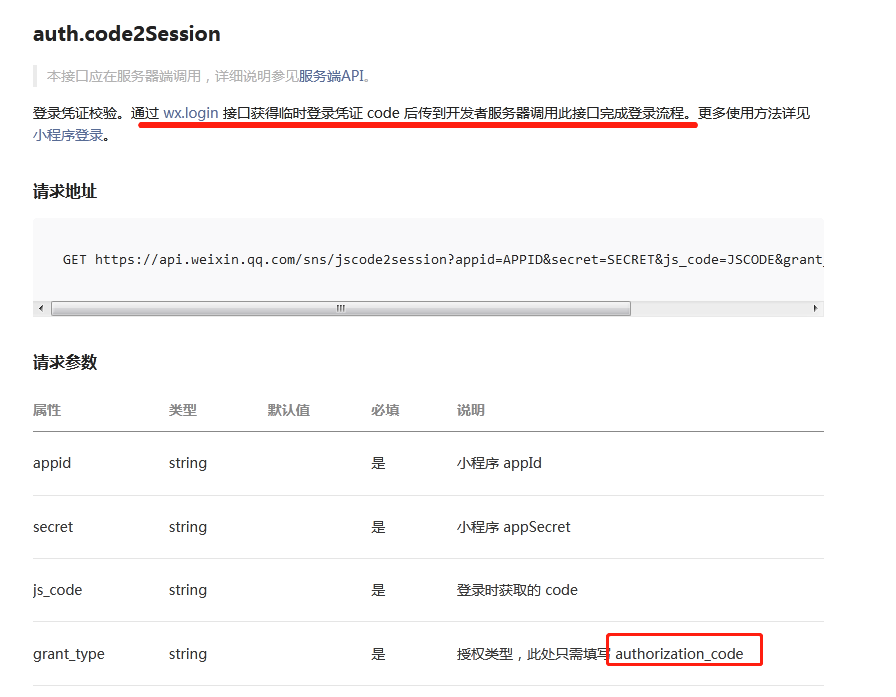 auth.code2Session
本接口应在服务器端调用，详细说明参见服务端API。
登录凭证校验。通过 wx.login 接口获得临时登录凭证 code 后传到开发者服务器调用此接口完成登录流程。更多使用方法详见
小程序登录。
请求地址
GET https://api.weixin.qq.com/sns/jscode2session?appid=APPID&secret=SECRET&js_code=JSCODE&grant_
请求参数
属性 类型 默认值 必填 说明
appid string 是 小程序 appId
secret string 是 小程序 appSecret
js_code string 是 登录时获取的 code
grant_type string 是 授权类型，此处只需填写 authorization_code